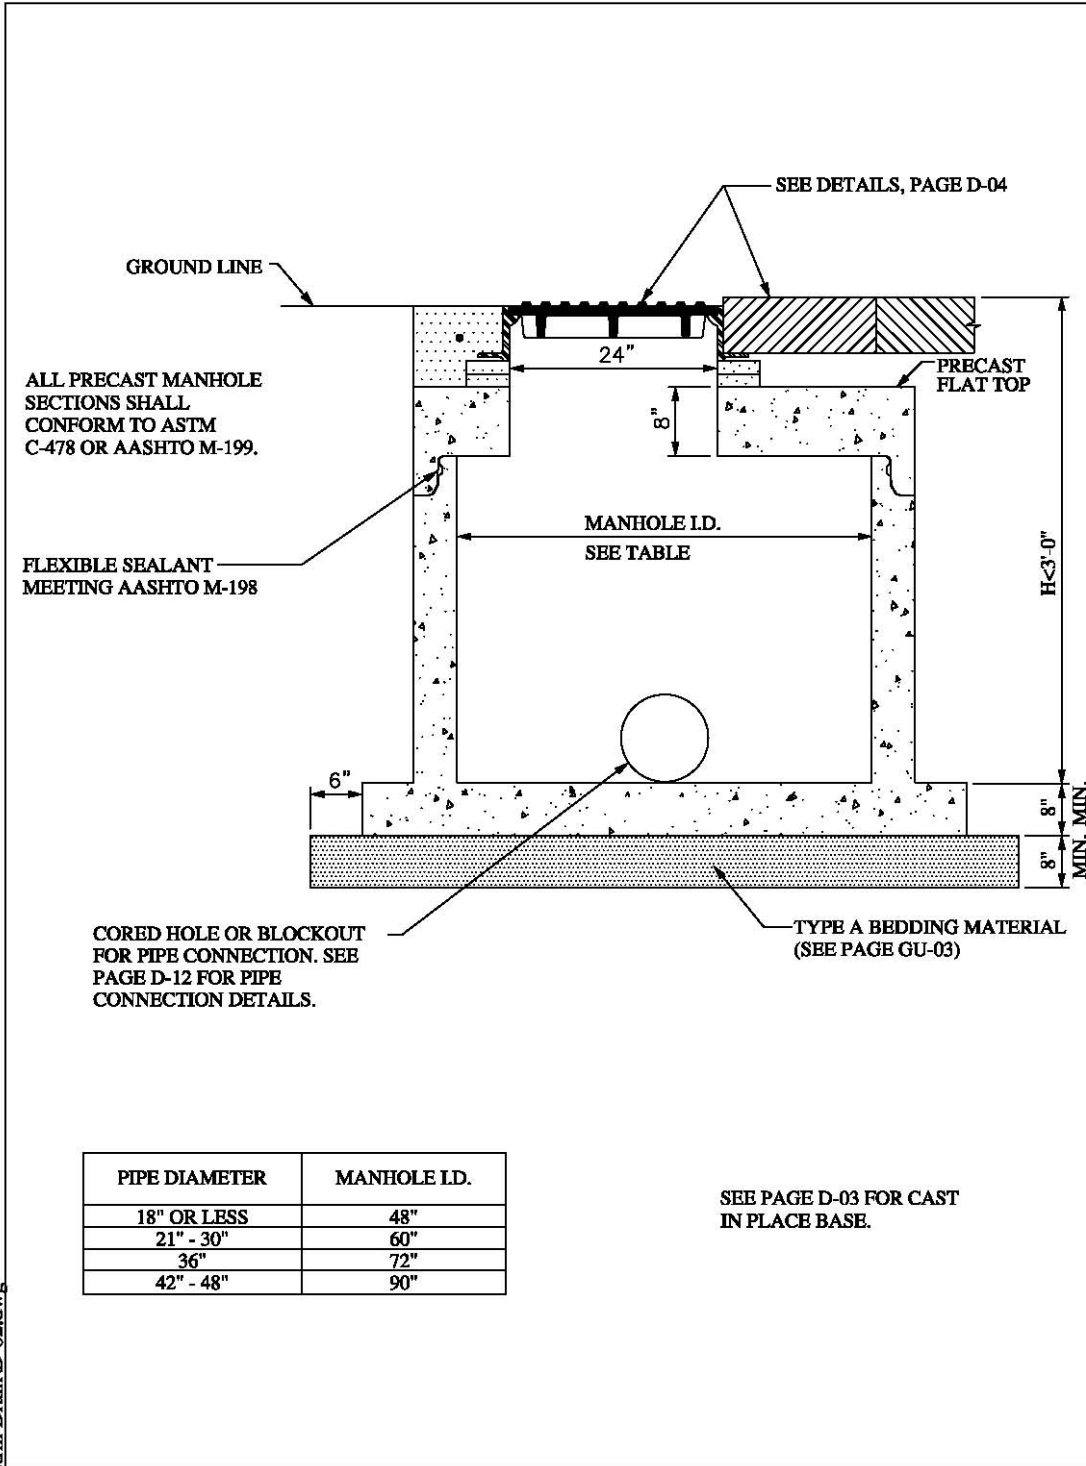 SEE DETAILS, PAGE D-04
GROUND LINE
24"
PRECAST
FLAT TOP
ALL PRECAST MANHOLE
SECTIONS SHALL
CONFORM TO ASTM
C-478 OR AASHTO M-199.
8"
MANHOLE I.D.
SEE TABLE
FLEXIBLE SEALANT
MEETING AASHTO M-198
H<3'-0"
6"
8"
MIN.
8"
MIN.
CORED HOLE OR BLOCKOUT
FOR PIPE CONNECTION. SEE
PAGE D-12 FOR PIPE
CONNECTION DETAILS.
TYPE A BEDDING MATERIAL
(SEE PAGE GU-03)
PIPE DIAMETER MANHOLE I.D.
18" OR LESS 48"
21" - 30" 60"
36" 72"
42" - 48" 90"
SEE PAGE D-03 FOR CAST
IN PLACE BASE.